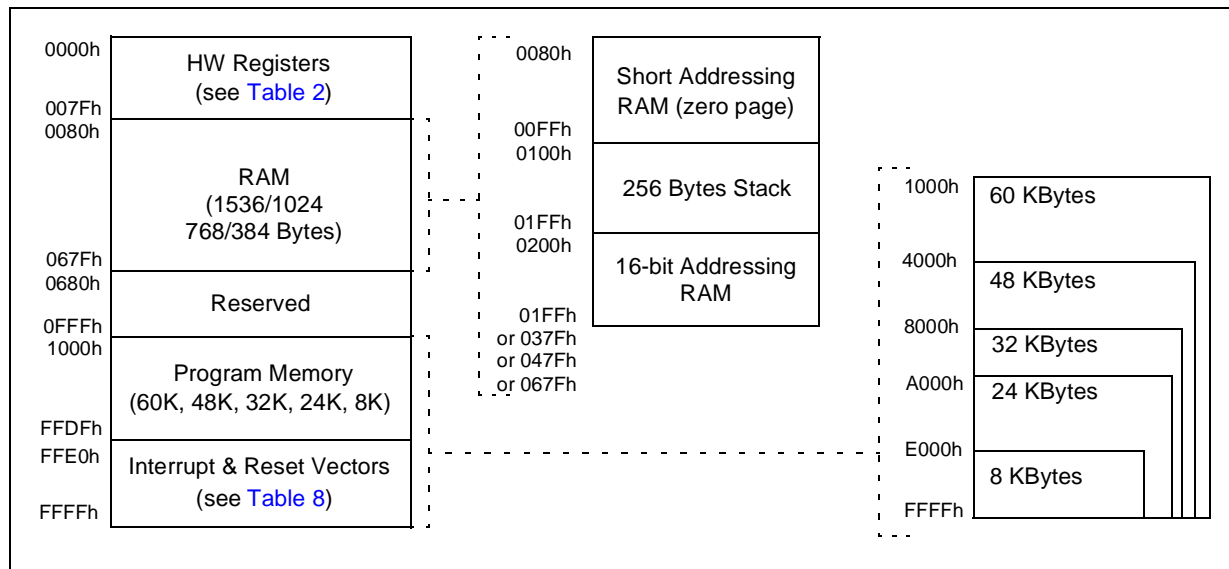 0000h
HW Registers
(see Table 2)
007Fh
0080h
RAM
(1536/1024
768/384 Bytes)
067Fh
0680h
Reserved
0FFFh
1000h
Program Memory
(60K, 48K, 32K, 24K, 8K)
FFDFh
FFE0h
Interrupt & Reset Vectors
(see Table 8)
FFFFh
0080h
Short Addressing
RAM (zero page)
00FFh
0100h
256 Bytes Stack
01FFh
0200h
16-bit Addressing
RAM
01FFh
or 037Fh
or 047Fh
or 067Fh
1000h
60 KBytes
4000h
48 KBytes
8000h
32 KBytes
A000h
24 KBytes
E000h
8 KBytes
FFFFh